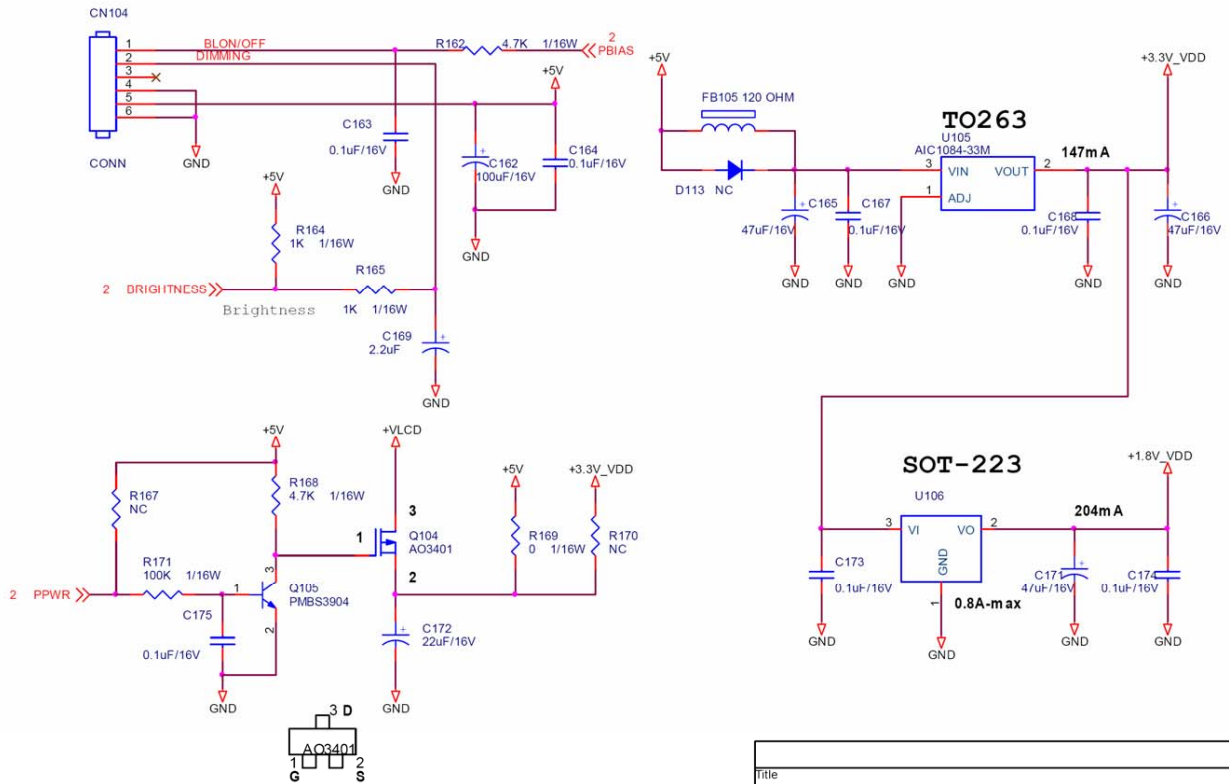 CN104
1
2
3
4
5
6
CONN
BLON/OFF
DIMMING
R162 4.7K 1/16W
2
PBIAS
GND
C163
0.1uF/16V
GND
+5V
C162
100uF/16V
C164
0.1uF/16V
GND
+5V
R164
1K 1/16W
2 BRIGHTNESS
Brightness
R165
1K 1/16W
C169
2.2uF
GND
+5V
FB105 120 OHM
D113 NC
TO263
U105
AIC1084-33M
3 VIN VOUT 2
1 ADJ
147mA
+3.3V_VDD
C165
47uF/16V
C167
0.1uF/16V
C168
0.1uF/16V
C166
47uF/16V
GND
GND
GND
GND
GND
+5V
R167
NC
R168
4.7K 1/16W
2 PPWR
R171
100K 1/16W
C175
0.1uF/16V
1
3
2
Q105
PMBS3904
GND
+VLCD
3
1
2
Q104
AO3401
C172
22uF/16V
GND
+5V
R169
0 1/16W
+3.3V_VDD
R170
NC
SOT-223
U106
3 VI VO 2
GND
1
0.8A-max
204mA
+1.8V_VDD
C173
0.1uF/16V
C171
47uF/16V
C174
0.1uF/16V
GND
GND
GND
GND
3 D
AO3401
1 2
G S
Title